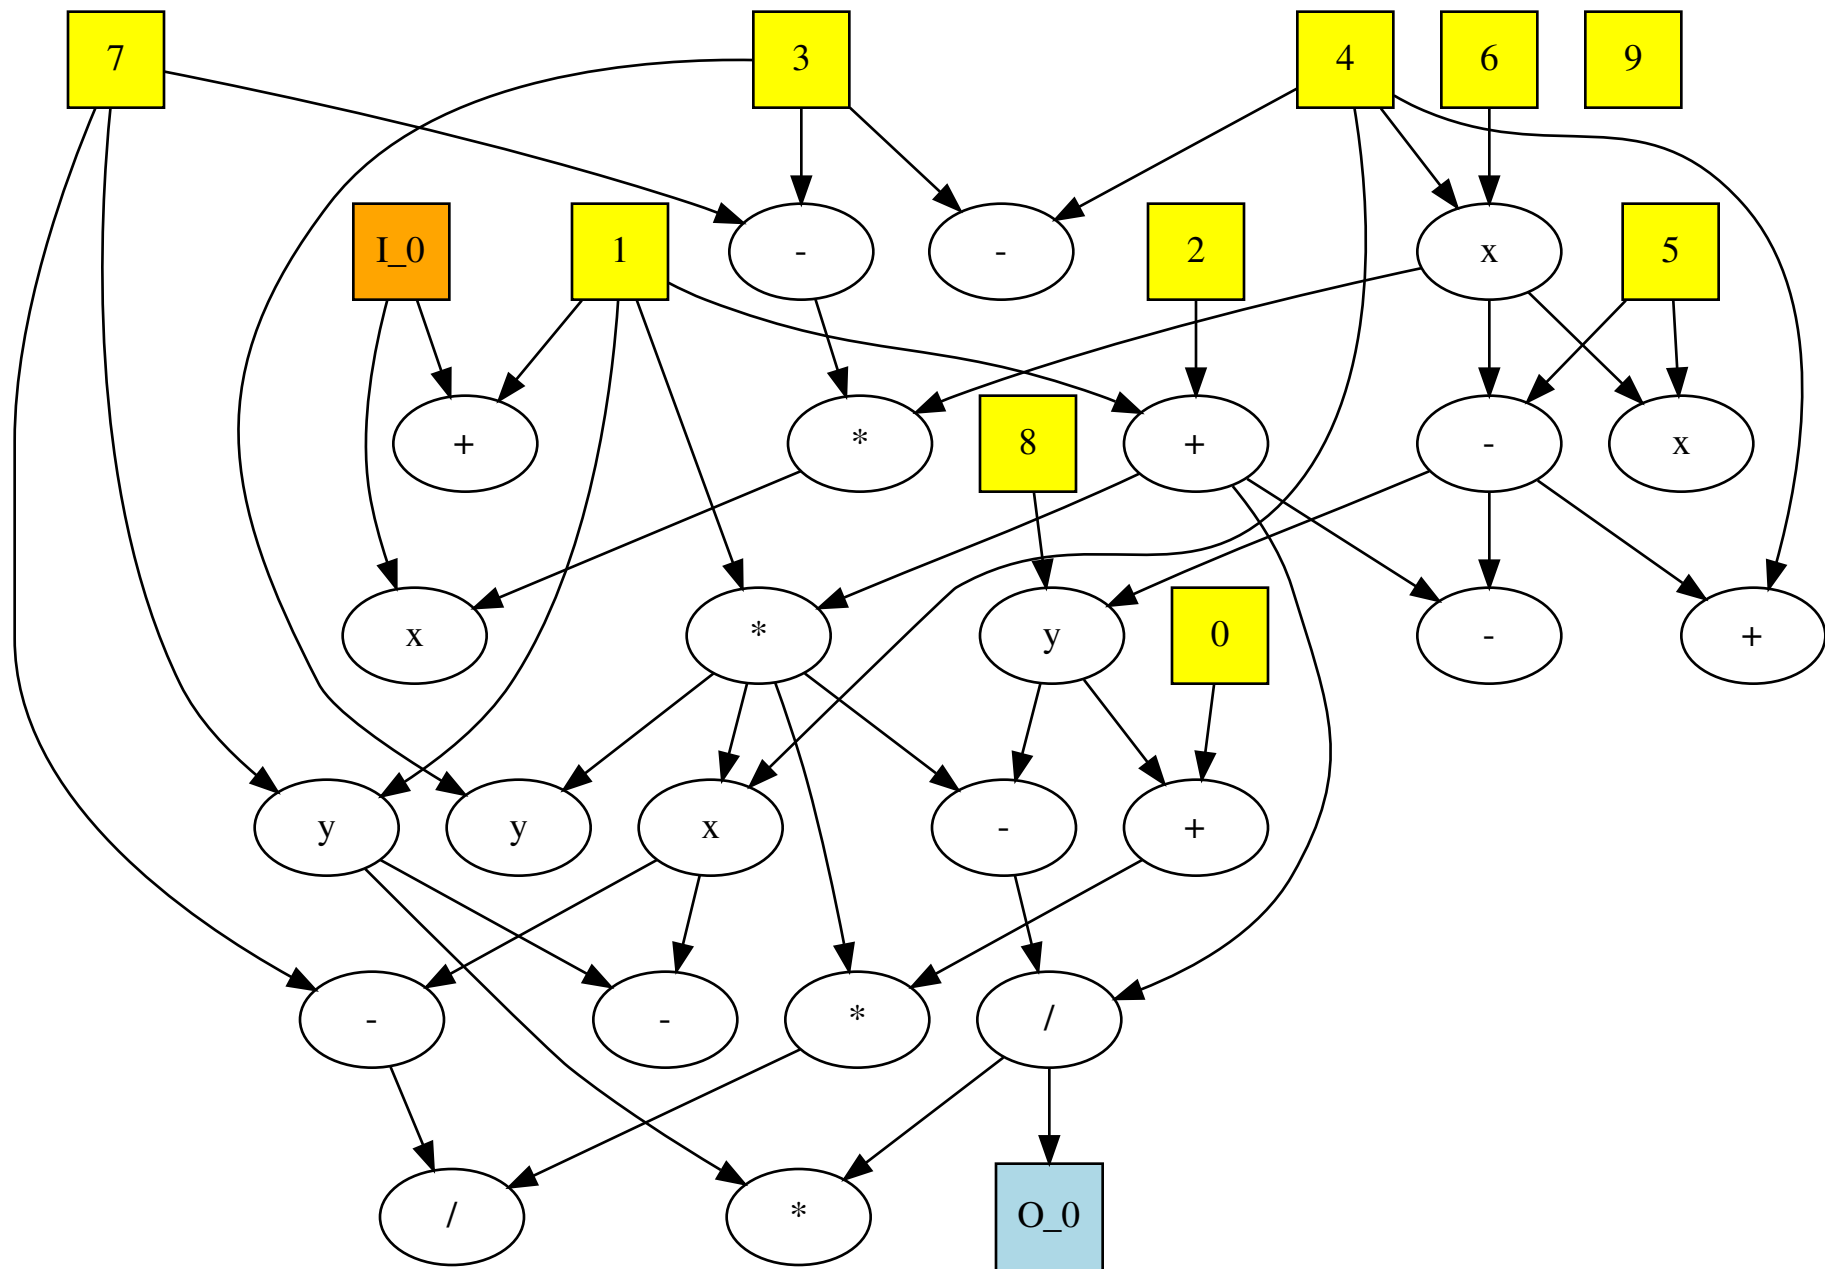 7 3 4 6 9
I_0 1 - - 2 x 5
+ * 8 + - x
x * y 0 - +
y y x - +
- - * /
/ * O_0